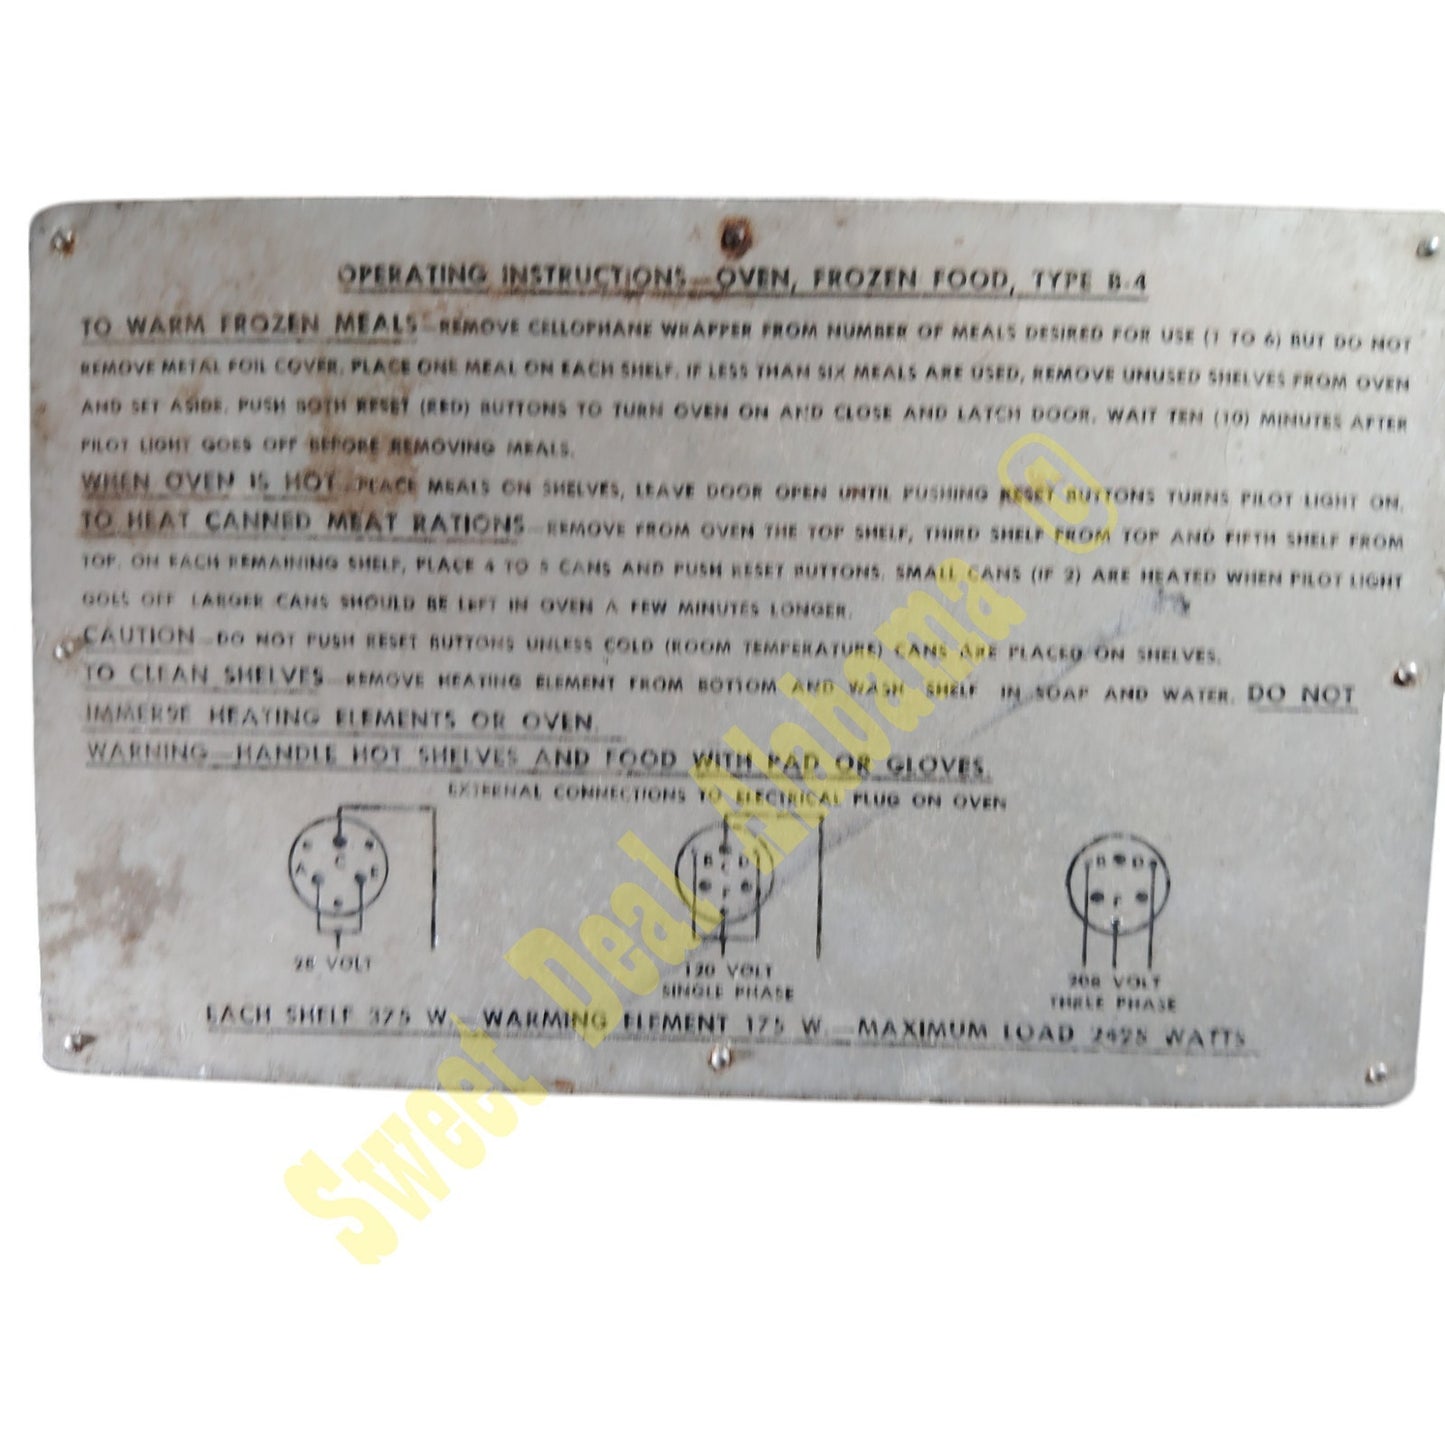 OPERATING INSTRUCTIONS—OVEN, FROZEN FOOD, TYPE B-4
TO WARM FROZEN MEALS—REMOVE CELLOPHANE WRAPPER FROM NUMBER OF MEALS DESIRED FOR USE (1 TO 6) BUT DO NOT
REMOVE METAL FOIL COVER. PLACE ONE MEAL ON EACH SHELF. IF LESS THAN SIX MEALS ARE USED, REMOVE UNUSED SHELVES FROM OVEN
AND SET ASIDE. PUSH BOTH RESET (RED) BUTTONS TO TURN OVEN ON AND CLOSE AND LATCH DOOR. WAIT TEN (10) MINUTES AFTER
PILOT LIGHT GOES OFF BEFORE REMOVING MEALS.
WHEN OVEN IS HOT—PLACE MEALS ON SHELVES, LEAVE DOOR OPEN UNTIL PUSHING RESET BUTTONS TURNS PILOT LIGHT ON.
TO HEAT CANNED MEAT RATIONS—REMOVE FROM OVEN THE TOP SHELF, THIRD SHELF FROM TOP AND FIFTH SHELF FROM
TOP. ON EACH REMAINING SHELF, PLACE 4 TO 5 CANS AND PUSH RESET BUTTONS. SMALL CANS (IF 2) ARE HEATED WHEN PILOT LIGHT
GOES OFF LARGER CANS SHOULD BE LEFT IN OVEN A FEW MINUTES LONGER.
CAUTION—DO NOT PUSH RESET BUTTONS UNLESS COLD (ROOM TEMPERATURE) CANS ARE PLACED ON SHELVES.
TO CLEAN SHELVES—REMOVE HEATING ELEMENT FROM BOTTOM AND WASH SHELF IN SOAP AND WATER. DO NOT
IMMERSE HEATING ELEMENTS OR OVEN.
WARNING—HANDLE HOT SHELVES AND FOOD WITH PAD OR GLOVES.
EXTERNAL CONNECTIONS TO ELECTRICAL PLUG ON OVEN
A C E
B C D
F
B D
F
28 VOLT
120 VOLT
SINGLE PHASE
208 VOLT
THREE PHASE
EACH SHELF 375 W.—WARMING ELEMENT 175 W.—MAXIMUM LOAD 2425 WATTS
Sweet Deal Alabama ©